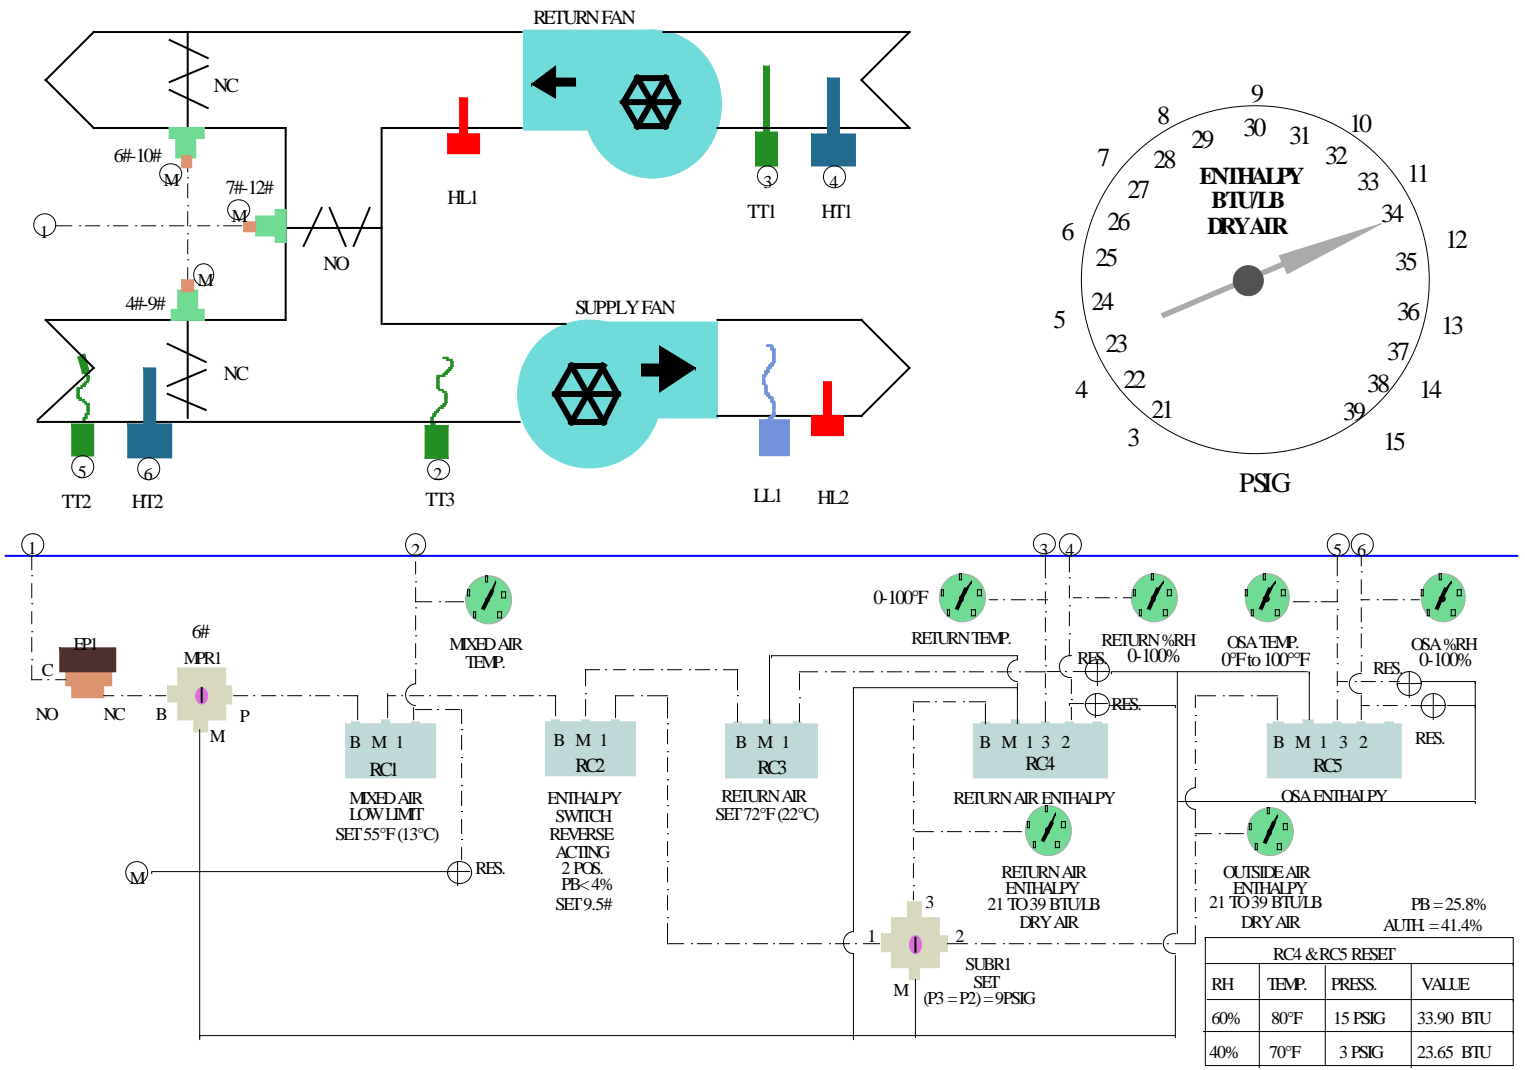 RETURN FAN
NC
6#-10#
M
7#-12#
M
1
NO
M
4#-9#
NC
HL1
3
TT1
4
HT1
SUPPLY FAN
5
TT2
6
HT2
2
TT3
LL1
HL2
9
8
10
7
11
6
12
5
13
4
14
3
15
30
29
31
28
32
27
33
26
34
25
35
24
36
23
37
22
38
21
39
ENTHALPY
BTU/LB
DRY AIR
PSIG
1
2
3
4
5
6
EP1
C
NO
NC
6#
MPR1
B
P
M
MIXED AIR
TEMP.
0-100°F
RETURN TEMP.
RETURN %RH
0-100%
OSA TEMP.
0°F to 100°°F
OSA %RH
0-100%
RES.
RES.
RES.
RES.
B M 1
RC1
MIXED AIR
LOW LIMIT
SET 55°F (13°C)
B M 1
RC2
ENTHALPY
SWITCH
REVERSE
ACTING
2 POS.
PB< 4%
SET 9.5#
B M 1
RC3
RETURN AIR
SET 72°F (22°C)
B M 1 3 2
RC4
RETURN AIR ENTHALPY
B M 1 3 2
RC5
OSA ENTHALPY
M
RES.
RETURN AIR
ENTHALPY
21 TO 39 BTU/LB
DRY AIR
OUTSIDE AIR
ENTHALPY
21 TO 39 BTU/LB
DRY AIR
3
1
2
M
SUBR1
SET
(P3 = P2) = 9PSIG
PB = 25.8%
AUTH. = 41.4%
RC4 & RC5 RESET
RH TEMP. PRESS. VALUE
60% 80°F 15 PSIG 33.90 BTU
40% 70°F 3 PSIG 23.65 BTU